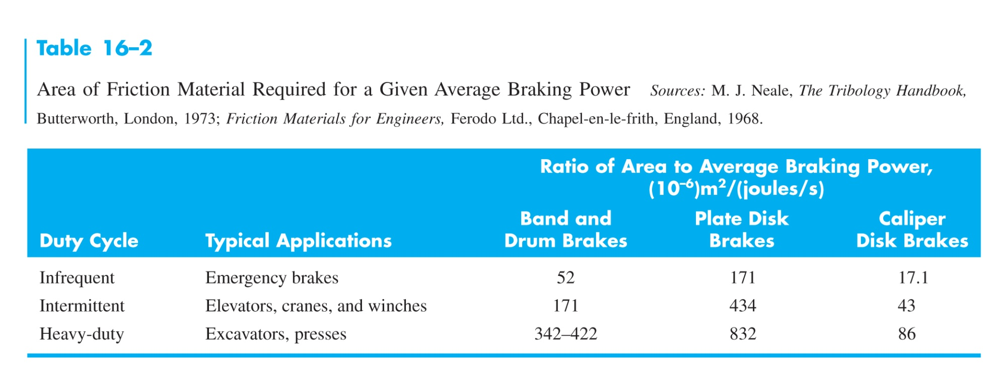 Table 16–2
Area of Friction Material Required for a Given Average Braking Power Sources: M. J. Neale, The Tribology Handbook,
Butterworth, London, 1973; Friction Materials for Engineers, Ferodo Ltd., Chapel-en-le-frith, England, 1968.
Ratio of Area to Average Braking Power,
(10⁻⁶)m²/(joules/s)
Band and Plate Disk Caliper
Duty Cycle Typical Applications Drum Brakes Brakes Disk Brakes
Infrequent Emergency brakes 52 171 17.1
Intermittent Elevators, cranes, and winches 171 434 43
Heavy-duty Excavators, presses 342–422 832 86